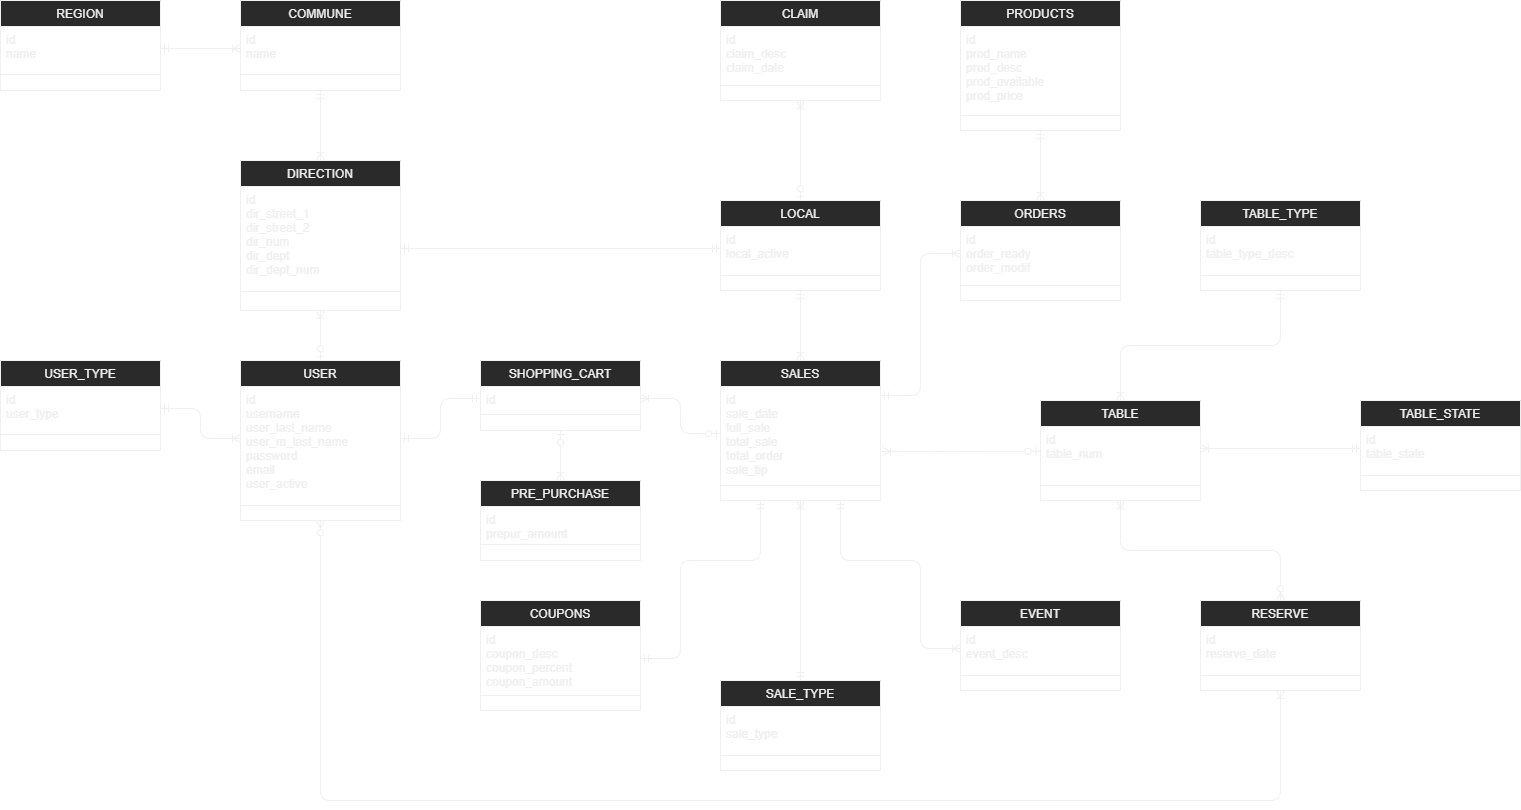 REGION
id
name
COMMUNE
id
name
CLAIM
id
claim_desc
claim_date
PRODUCTS
id
prod_name
prod_desc
prod_available
prod_price
DIRECTION
id
dir_street_1
dir_street_2
dir_num
dir_dept
dir_dept_num
LOCAL
id
local_active
ORDERS
id
order_ready
order_modif
TABLE_TYPE
id
table_type_desc
USER_TYPE
id
user_type
USER
id
username
user_last_name
user_m_last_name
password
email
user_active
SHOPPING_CART
id
SALES
id
sale_date
full_sale
total_sale
total_order
sale_tip
TABLE
id
table_num
TABLE_STATE
id
table_state
PRE_PURCHASE
id
prepur_amount
COUPONS
id
coupon_desc
coupon_percent
coupon_amount
EVENT
id
event_desc
RESERVE
id
reserve_date
SALE_TYPE
id
sale_type